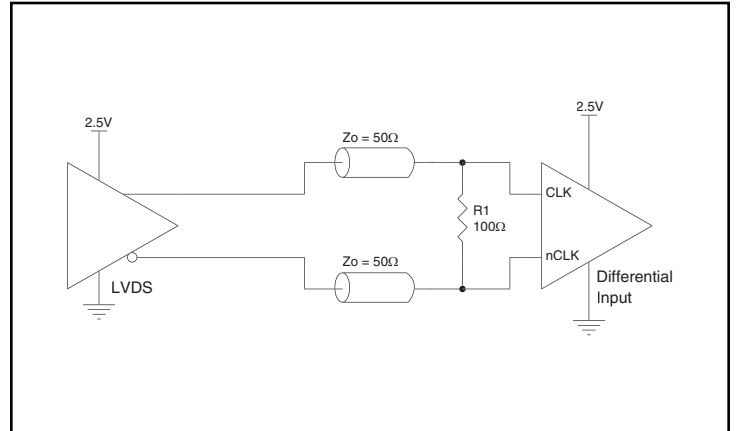 2.5V
2.5V
Zo = 50Ω
CLK
R1
100Ω
Zo = 50Ω
nCLK
LVDS
Differential
Input